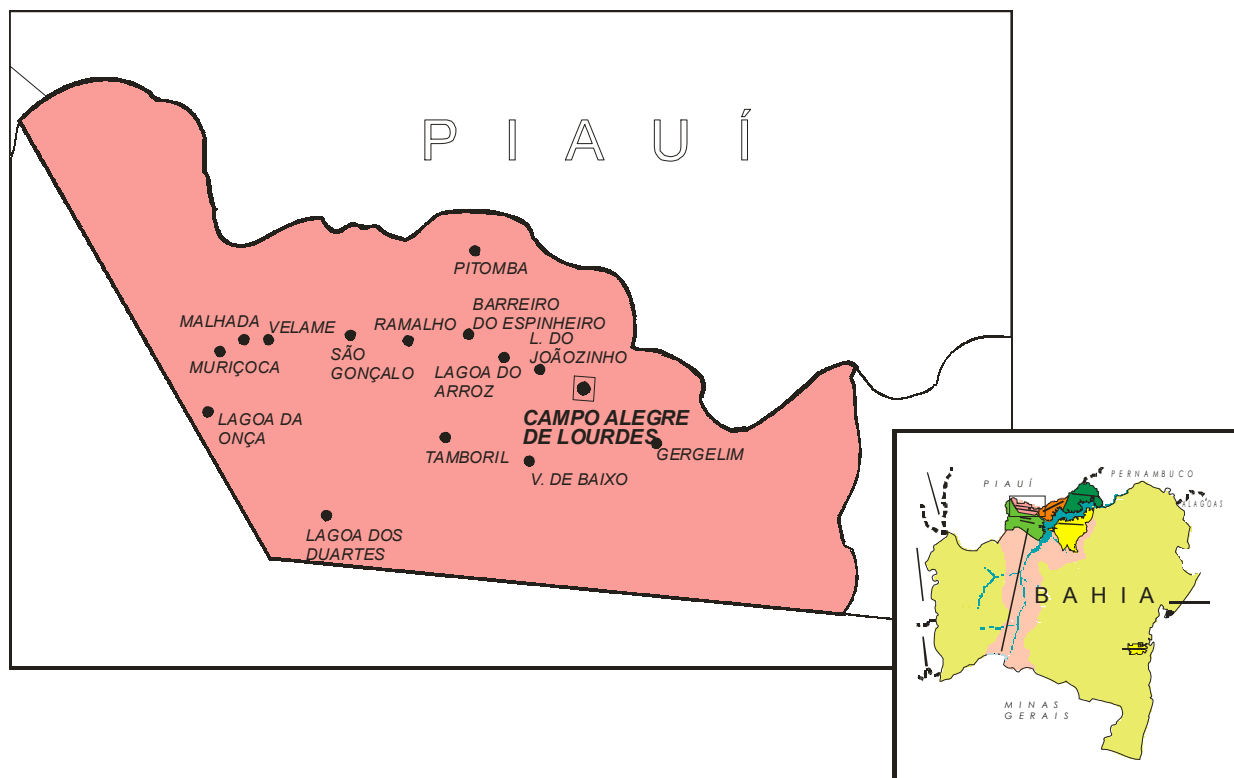 PIAUÍ
PITOMBA
BARREIRO
DO ESPINHEIRO
MALHADA
VELAME
RAMALHO
L. DO
JOÃOZINHO
SÃO
GONÇALO
MURIÇOCA
LAGOA DO
ARROZ
LAGOA DA
ONÇA
CAMPO ALEGRE
DE LOURDES
TAMBORIL
GERGELIM
V. DE BAIXO
LAGOA DOS
DUARTES
PIAUÍ
PERNAMBUCO
ALAGOAS
BAHIA
MINAS
GERAIS